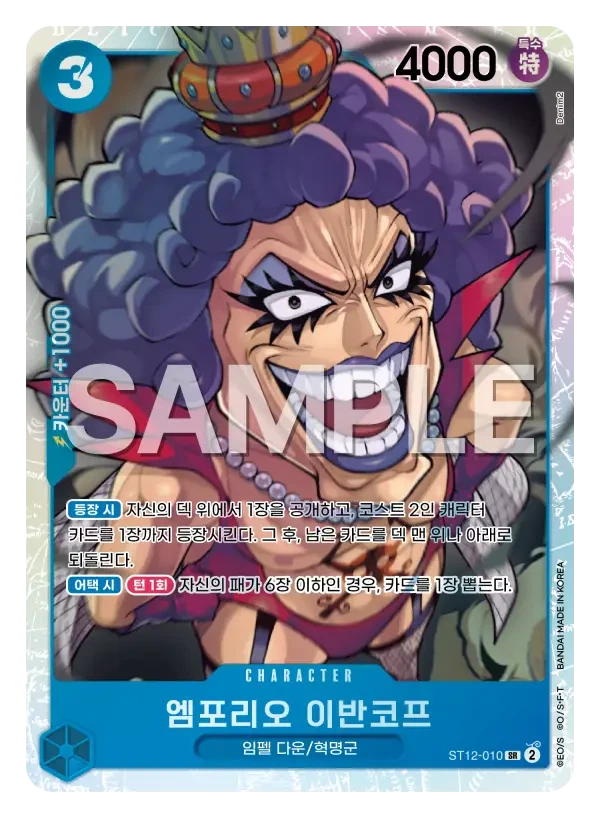 3
4000
특수
特
Denim2
⚡카운터 +1000
SAMPLE
등장 시 자신의 덱 위에서 1장을 공개하고, 코스트 2인 캐릭터
카드를 1장까지 등장시킨다. 그 후, 남은 카드를 덱 맨 위나 아래로
되돌린다.
어택 시 턴 1회 자신의 패가 6장 이하인 경우, 카드를 1장 뽑는다.
CHARACTER
엠포리오 이반코프
임펠 다운/혁명군
ST12-010 SR 2
©EO/S ©O/S·F·T BANDAI MADE IN KOREA